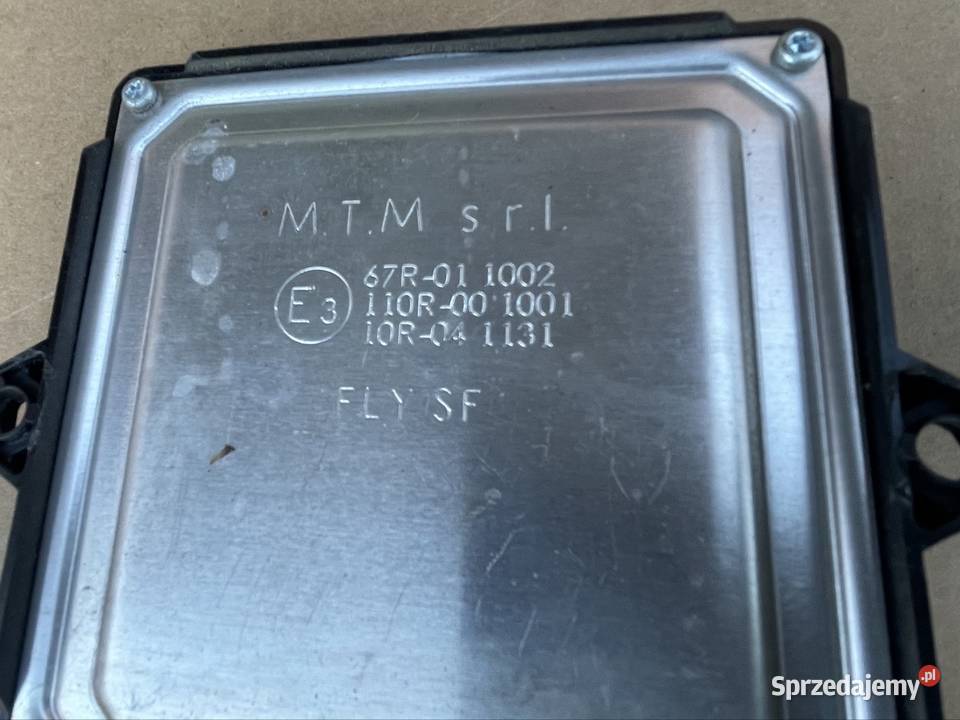 M.T.M s.r.l.
E3
67R-01 1002
110R-00 1001
10R-04 1131
FLY SF
Sprzedajemy.pl